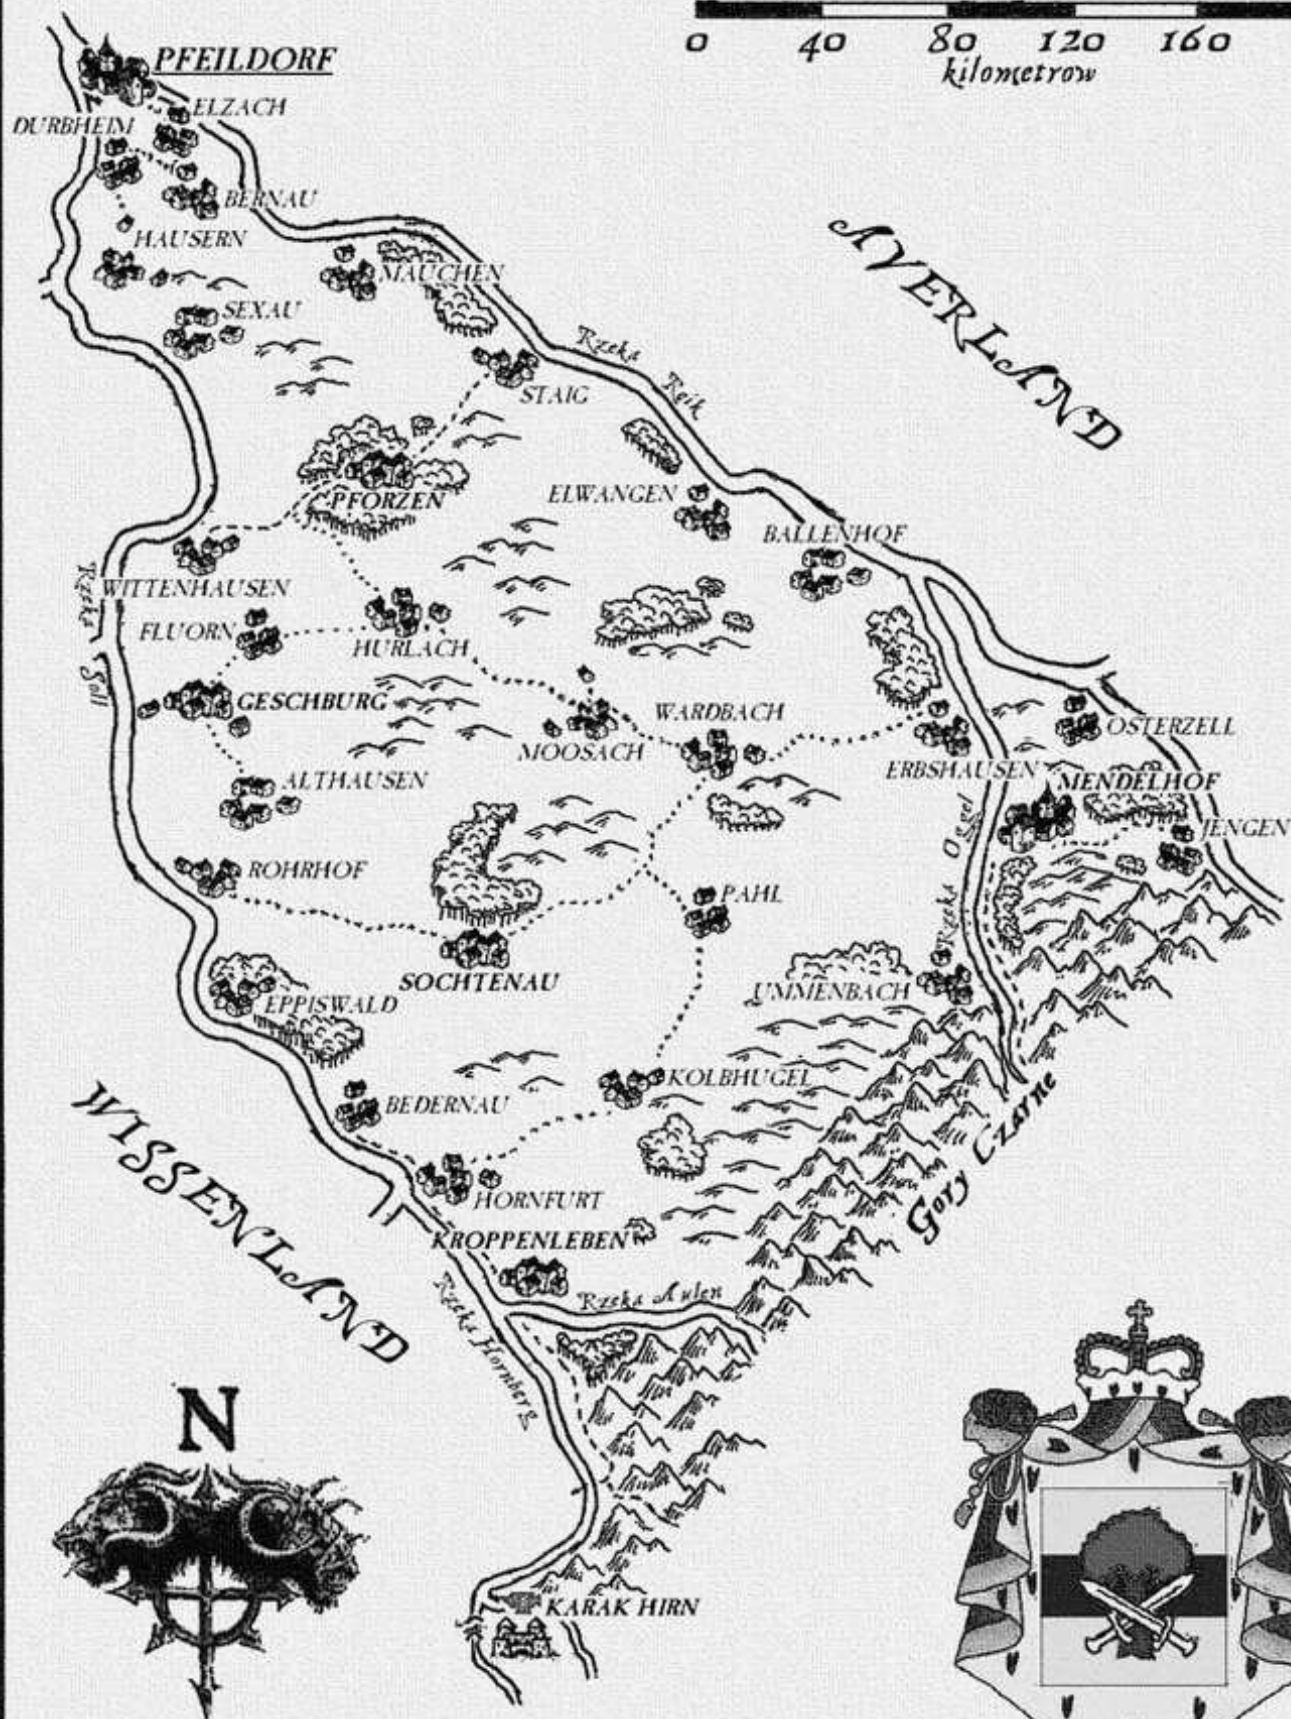 0 40 80 120 160
kilometrow
PFEILDORF
ELZACH
DURBHEIM
BERNAU
HAUSERN
MAUCHEN
SEXAU
AVERLAND
Rzeka Reik
STAIG
PFORZEN
ELWANGEN
BALLENHOF
WITTENHAUSEN
Rzeka Soll
FLUORN
HURLACH
GESCHBURG
WARDBACH
MOOSACH
OSTERZELL
ERBSHAUSEN
MENDELHOF
ALTHAUSEN
JENGEN
Rzeka Oggel
ROHRHOF
PAHL
SOCHTENAU
UMMENBACH
EPPISWALD
KOLBHUGEL
BEDERNAU
Gory Czarne
WISSENLAND
HORNFURT
KROPPENLEBEN
Rzeka Aulen
Rzeka Hornberg
N
KARAK HIRN